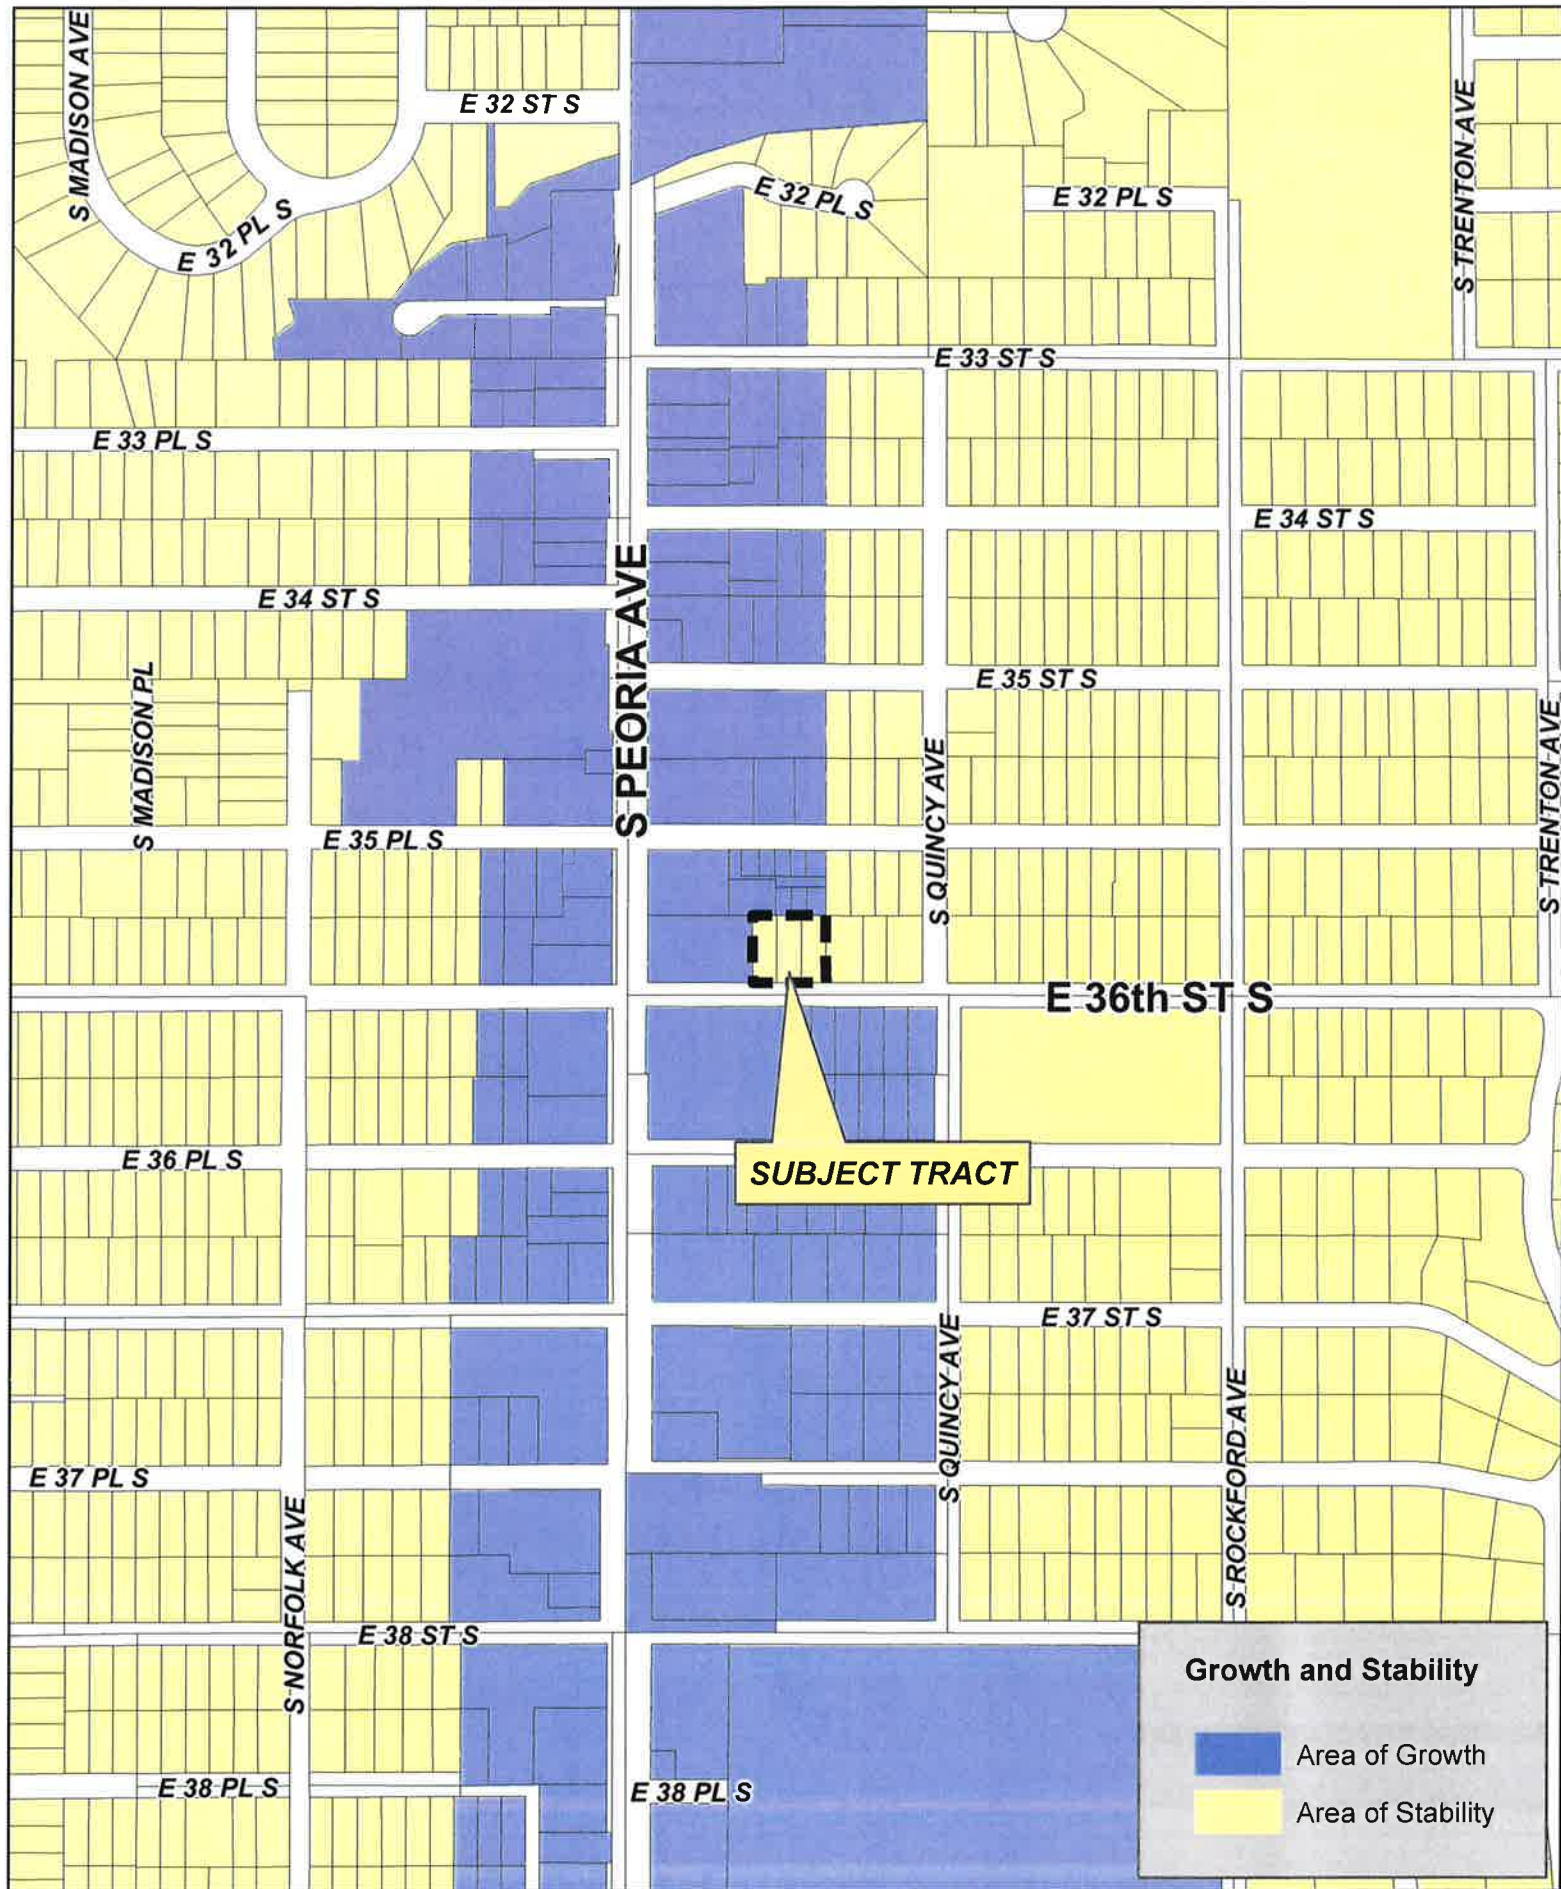 S MADISON AVE
E 32 ST S
E 32 PL S
E 32 PL S
E 32 PL S
S TRENTON AVE
E 33 ST S
E 33 PL S
E 34 ST S
E 34 ST S
S PEORIA AVE
S MADISON PL
E 35 ST S
S QUINCY AVE
S TRENTON AVE
E 35 PL S
E 36th ST S
E 36 PL S
SUBJECT TRACT
E 37 ST S
S QUINCY AVE
S ROCKFORD AVE
E 37 PL S
S NORFOLK AVE
E 38 ST S
E 38 PL S
E 38 PL S
Growth and Stability
Area of Growth
Area of Stability